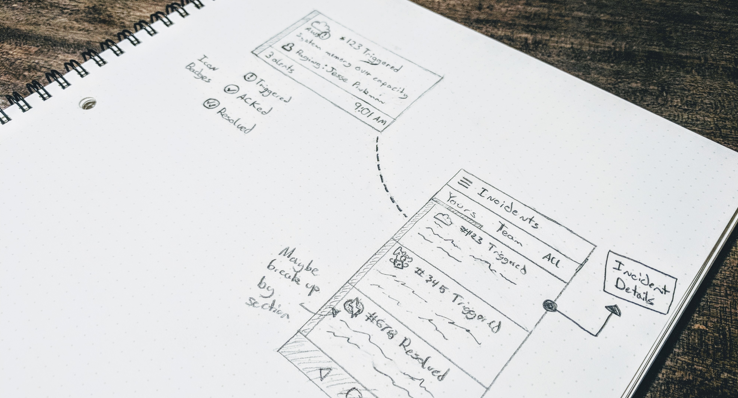 #123 Triggered
System memory over capacity
Paging: Jesse Pinkman
3 alerts
9:01 AM
Icon
Badges
Triggered
ACKed
Resolved
Incidents
Yours Team All
#123 Triggered
#345 Triggered
#678 Resolved
Maybe
break up
by
section
Incident
Details